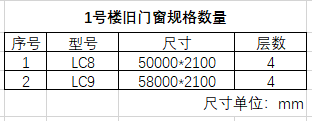 1号楼旧门窗规格数量
序号 型号 尺寸 层数
1 LC8 50000*2100 4
2 LC9 58000*2100 4
尺寸单位：mm